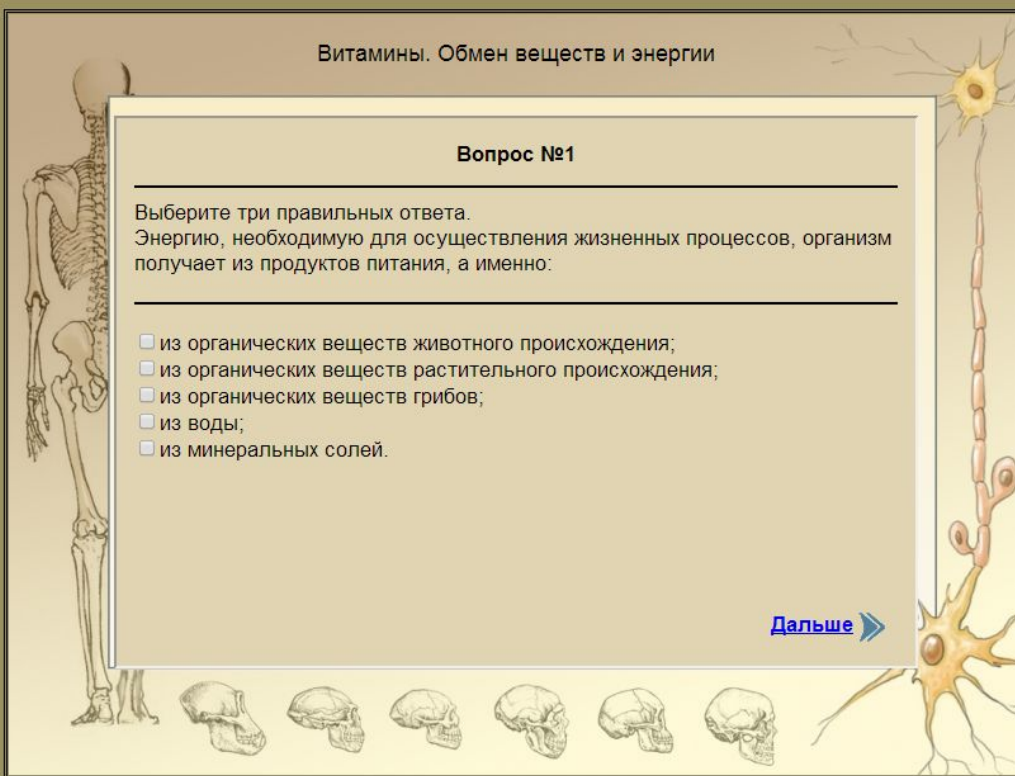 Витамины. Обмен веществ и энергии
Вопрос №1
Выберите три правильных ответа.
Энергию, необходимую для осуществления жизненных процессов, организм
получает из продуктов питания, а именно:
из органических веществ животного происхождения;
из органических веществ растительного происхождения;
из органических веществ грибов;
из воды;
из минеральных солей.
Дальше